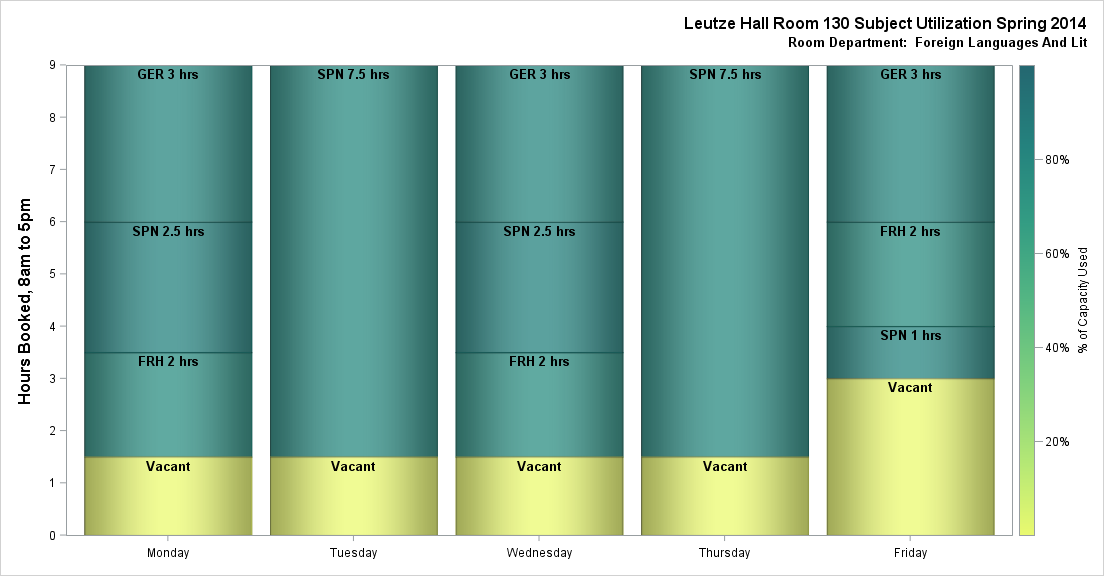 Leutze Hall Room 130 Subject Utilization Spring 2014
Room Department:  Foreign Languages And Lit
Hours Booked, 8am to 5pm
9
8
7
6
5
4
3
2
1
0
GER 3 hrs
SPN 2.5 hrs
FRH 2 hrs
Vacant
SPN 7.5 hrs
Vacant
GER 3 hrs
SPN 2.5 hrs
FRH 2 hrs
Vacant
SPN 7.5 hrs
Vacant
GER 3 hrs
FRH 2 hrs
SPN 1 hrs
Vacant
Monday
Tuesday
Wednesday
Thursday
Friday
80%
60%
40%
20%
% of Capacity Used